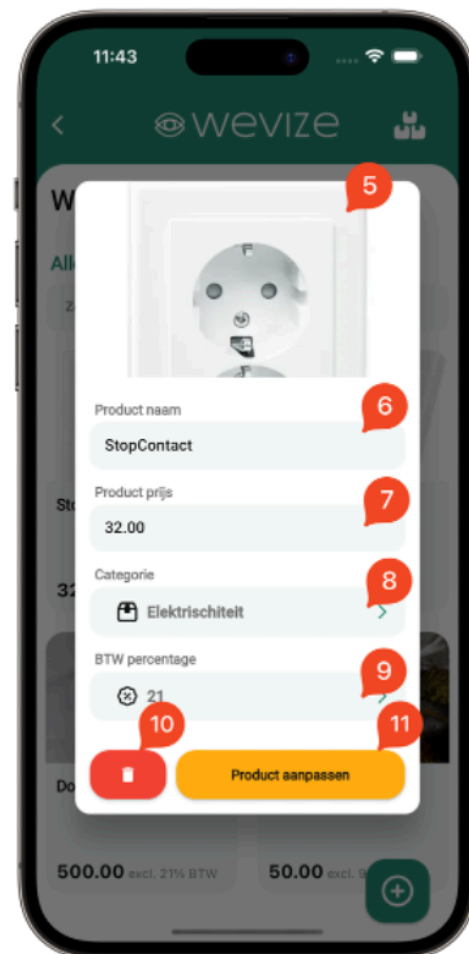 11:43
wevize
5
W
Alle
Product naam
6
StopContact
Product prijs
7
32.00
Sto
Categorie
8
Elektrischiteit
32
BTW percentage
9
21
10
11
Product aanpassen
Do
500.00 excl. 21% BTW
50.00 excl. 9